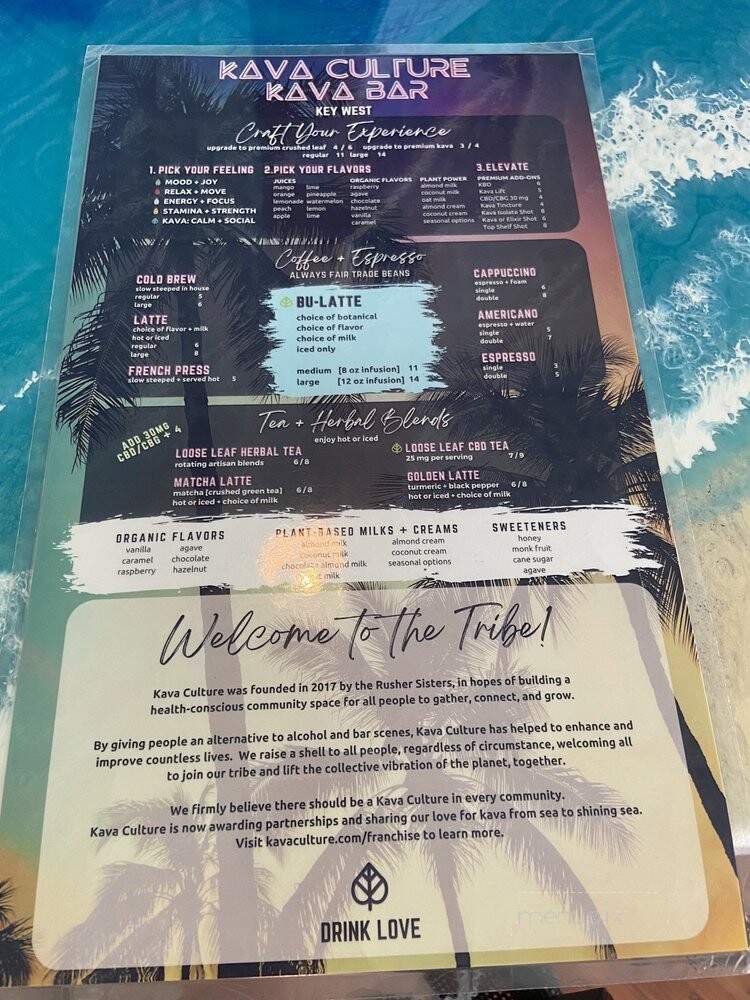 KAVA CULTURE
KAVA BAR
KEY WEST
Craft Your Experience
upgrade to premium crushed leaf 4 / 6 upgrade to premium kava 3 / 4
regular 11 large 14
1. PICK YOUR FEELING
MOOD + JOY
RELAX + MOVE
ENERGY + FOCUS
STAMINA + STRENGTH
KAVA: CALM + SOCIAL
2.PICK YOUR FLAVORS
JUICES
mango lime
orange pineapple
lemonade watermelon
peach lemon
apple lime
ORGANIC FLAVORS
raspberry
agave
chocolate
hazelnut
vanilla
caramel
PLANT POWER
almond milk
coconut milk
oat milk
almond cream
coconut cream
seasonal options
3.ELEVATE
PREMIUM ADD-ONS
KBD 6
Kava Lift 5
CBD/CBG 30 mg 4
Kava Tincture 4
Kava Isolate Shot 8
Kava or Elixir Shot 6
Top Shelf Shot 8
Coffee + Espresso
ALWAYS FAIR TRADE BEANS
COLD BREW
slow steeped in house
regular 5
large 6
LATTE
choice of flavor + milk
hot or iced
regular 6
large 8
FRENCH PRESS
slow steeped + served hot 5
BU-LATTE
choice of botanical
choice of flavor
choice of milk
iced only
medium [8 oz infusion] 11
large [12 oz infusion] 14
CAPPUCCINO
espresso + foam
single 6
double 8
AMERICANO
espresso + water
single 5
double 7
ESPRESSO
single 3
double 5
Tea + Herbal Blends
enjoy hot or iced
ADD 30MG
CBD/CBG + 4
LOOSE LEAF HERBAL TEA
rotating artisan blends 6/8
MATCHA LATTE
matcha [crushed green tea] 6/8
hot or iced + choice of milk
LOOSE LEAF CBD TEA
25 mg per serving 7/9
GOLDEN LATTE
turmeric + black pepper 6/8
hot or iced + choice of milk
ORGANIC FLAVORS
vanilla agave
caramel chocolate
raspberry hazelnut
PLANT-BASED MILKS + CREAMS
almond milk almond cream
coconut milk coconut cream
chocolate almond milk seasonal options
milk
SWEETENERS
honey
monk fruit
cane sugar
agave
Welcome to the Tribe!
Kava Culture was founded in 2017 by the Rusher Sisters, in hopes of building a
health-conscious community space for all people to gather, connect, and grow.
By giving people an alternative to alcohol and bar scenes, Kava Culture has helped to enhance and
improve countless lives. We raise a shell to all people, regardless of circumstance, welcoming all
to join our tribe and lift the collective vibration of the planet, together.
We firmly believe there should be a Kava Culture in every community.
Kava Culture is now awarding partnerships and sharing our love for kava from sea to shining sea.
Visit kavaculture.com/franchise to learn more.
DRINK LOVE